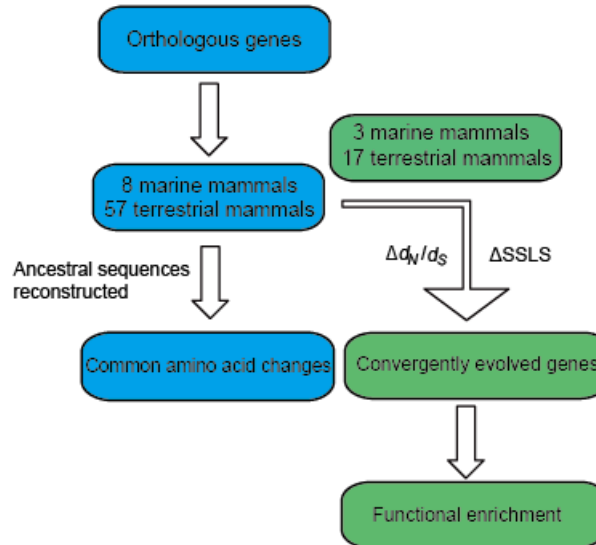 Orthologous genes
3 marine mammals
17 terrestrial mammals
8 marine mammals
57 terrestrial mammals
Ancestral sequences
reconstructed
ΔdN/dS
ΔSSLS
Common amino acid changes
Convergently evolved genes
Functional enrichment